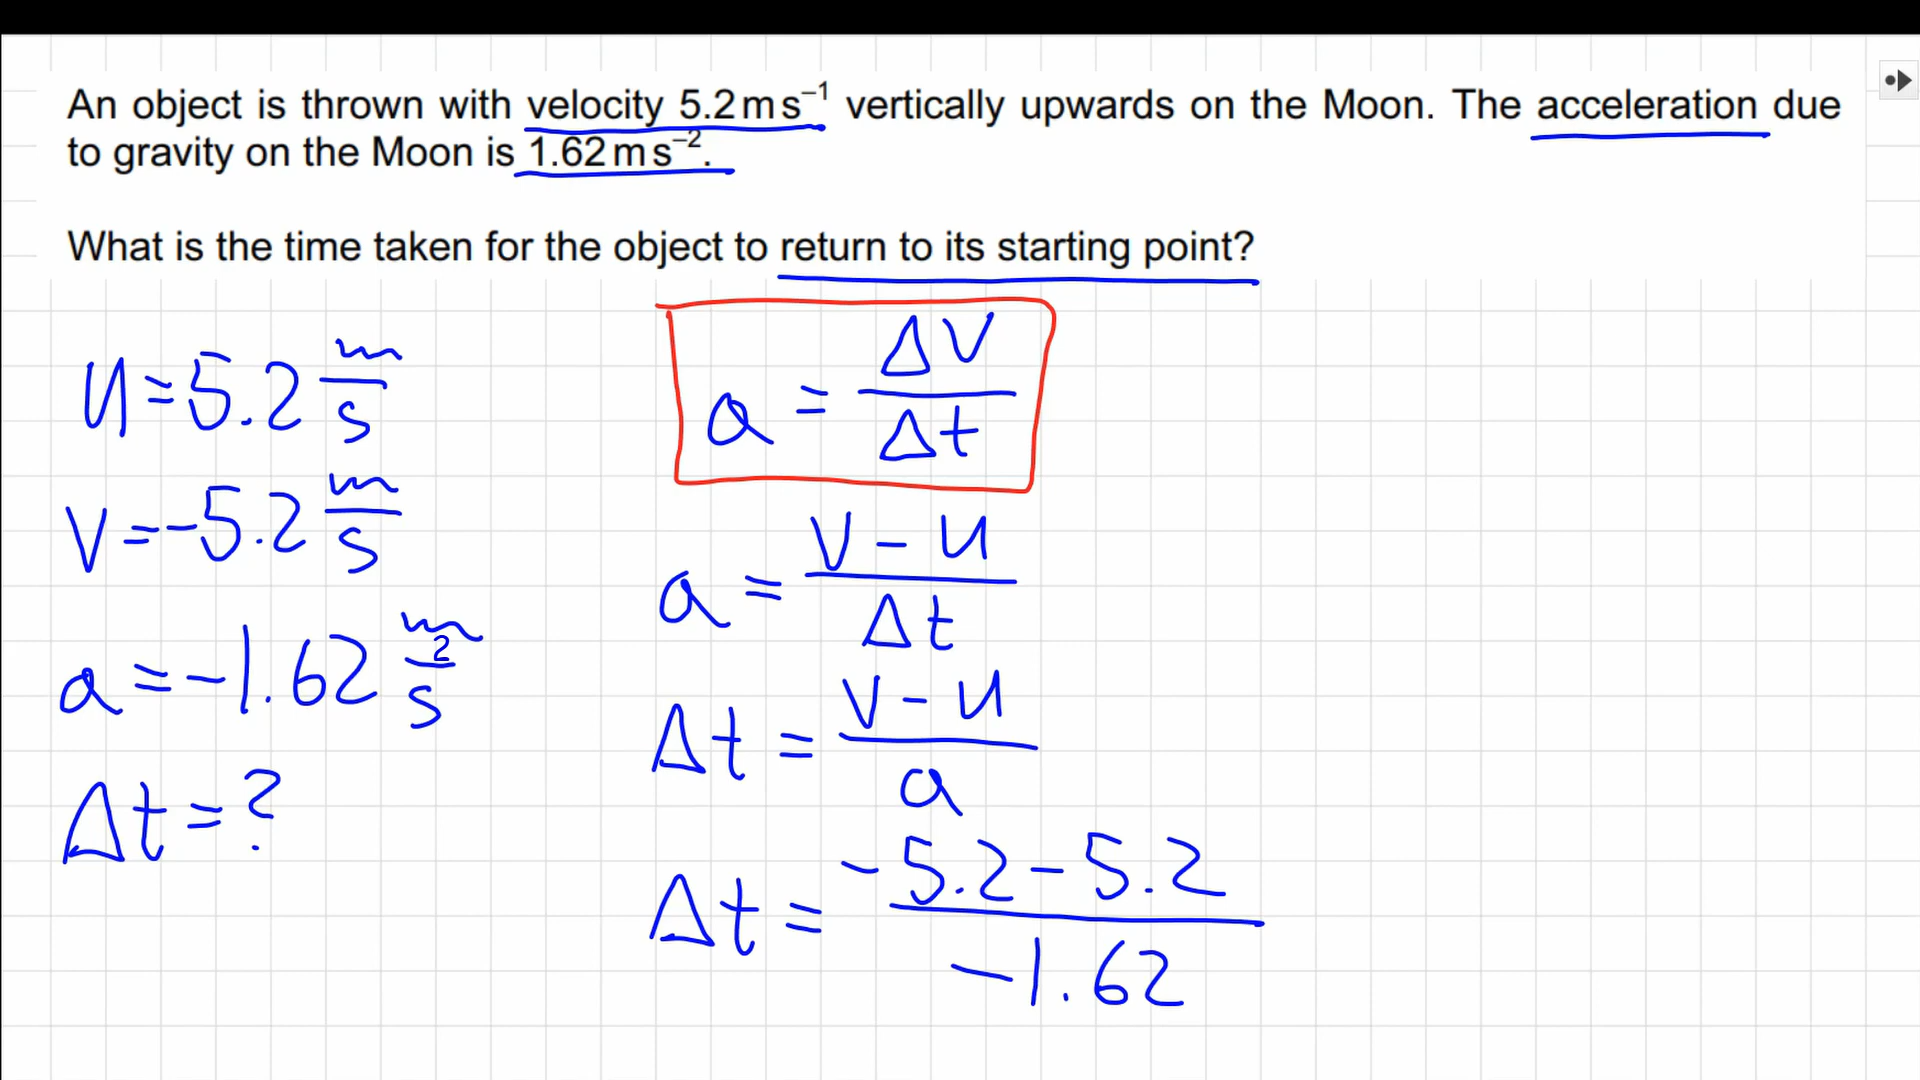 An object is thrown with velocity 5.2 m s⁻¹ vertically upwards on the Moon. The acceleration due
to gravity on the Moon is 1.62 m s⁻².
What is the time taken for the object to return to its starting point?
u = 5.2 m/s
v = -5.2 m/s
a = -1.62 m²/s
Δt = ?
a = Δv/Δt
a = (v - u)/Δt
Δt = (v - u)/a
Δt = (-5.2 - 5.2)/(-1.62)